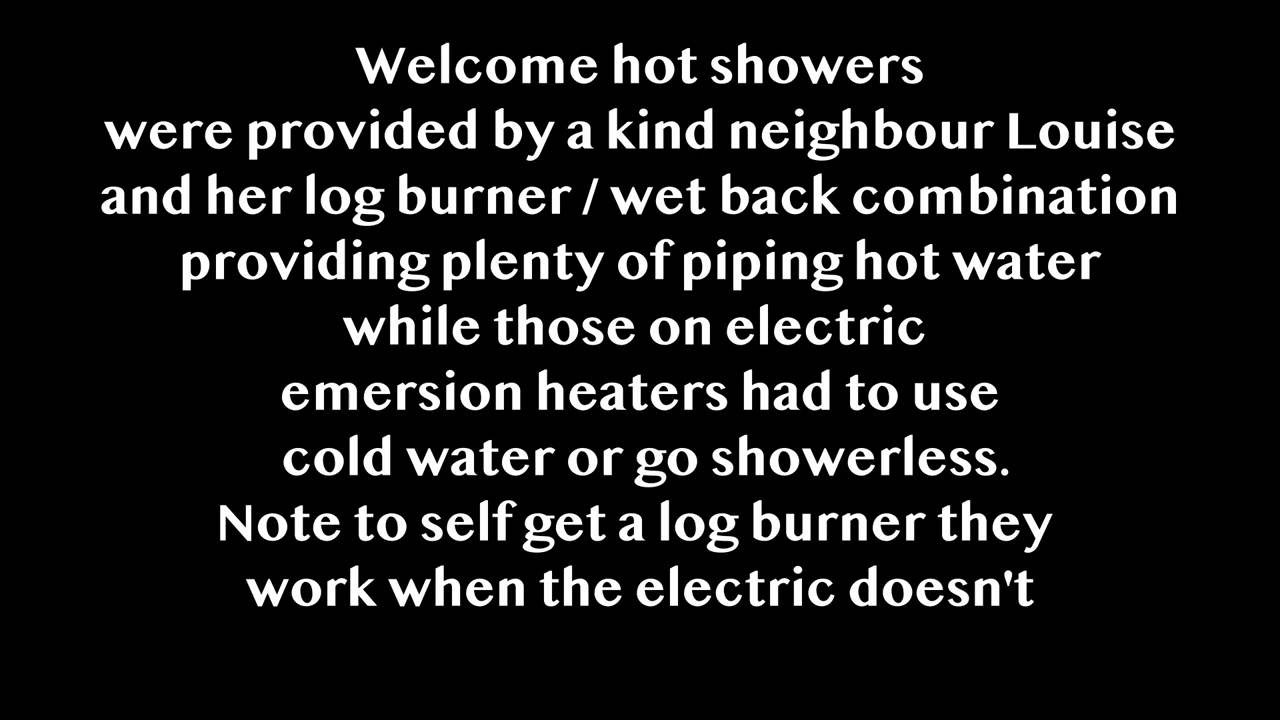 Welcome hot showers
were provided by a kind neighbour Louise
and her log burner / wet back combination
providing plenty of piping hot water
while those on electric
emersion heaters had to use
cold water or go showerless.
Note to self get a log burner they
work when the electric doesn't